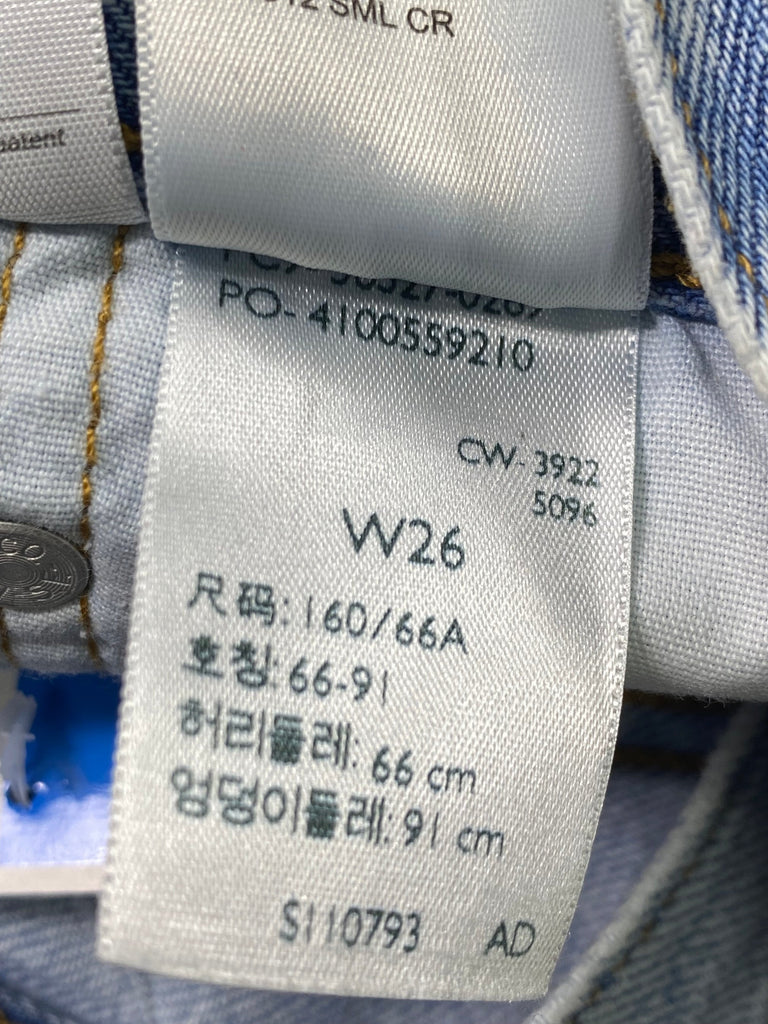 SML CR
patent
PO- 4100559210
CW- 3922
5096
W26
尺码: 160/66A
호칭: 66-91
허리둘레: 66 cm
엉덩이둘레: 91 cm
S110793 AD